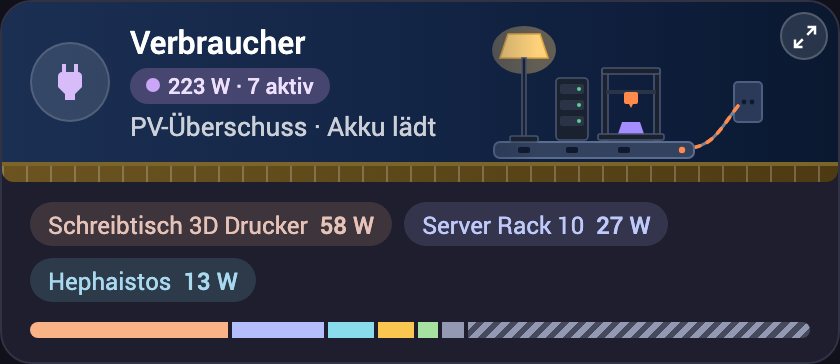 Verbraucher
223 W · 7 aktiv
PV-Überschuss · Akku lädt
Schreibtisch 3D Drucker 58 W
Server Rack 10 27 W
Hephaistos 13 W